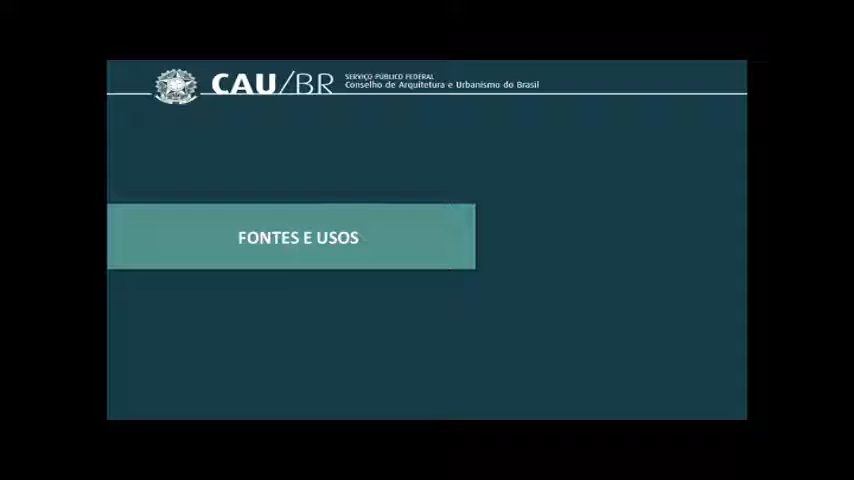 CAU/BR
SERVIÇO PÚBLICO FEDERAL
Conselho de Arquitetura e Urbanismo do Brasil
FONTES E USOS